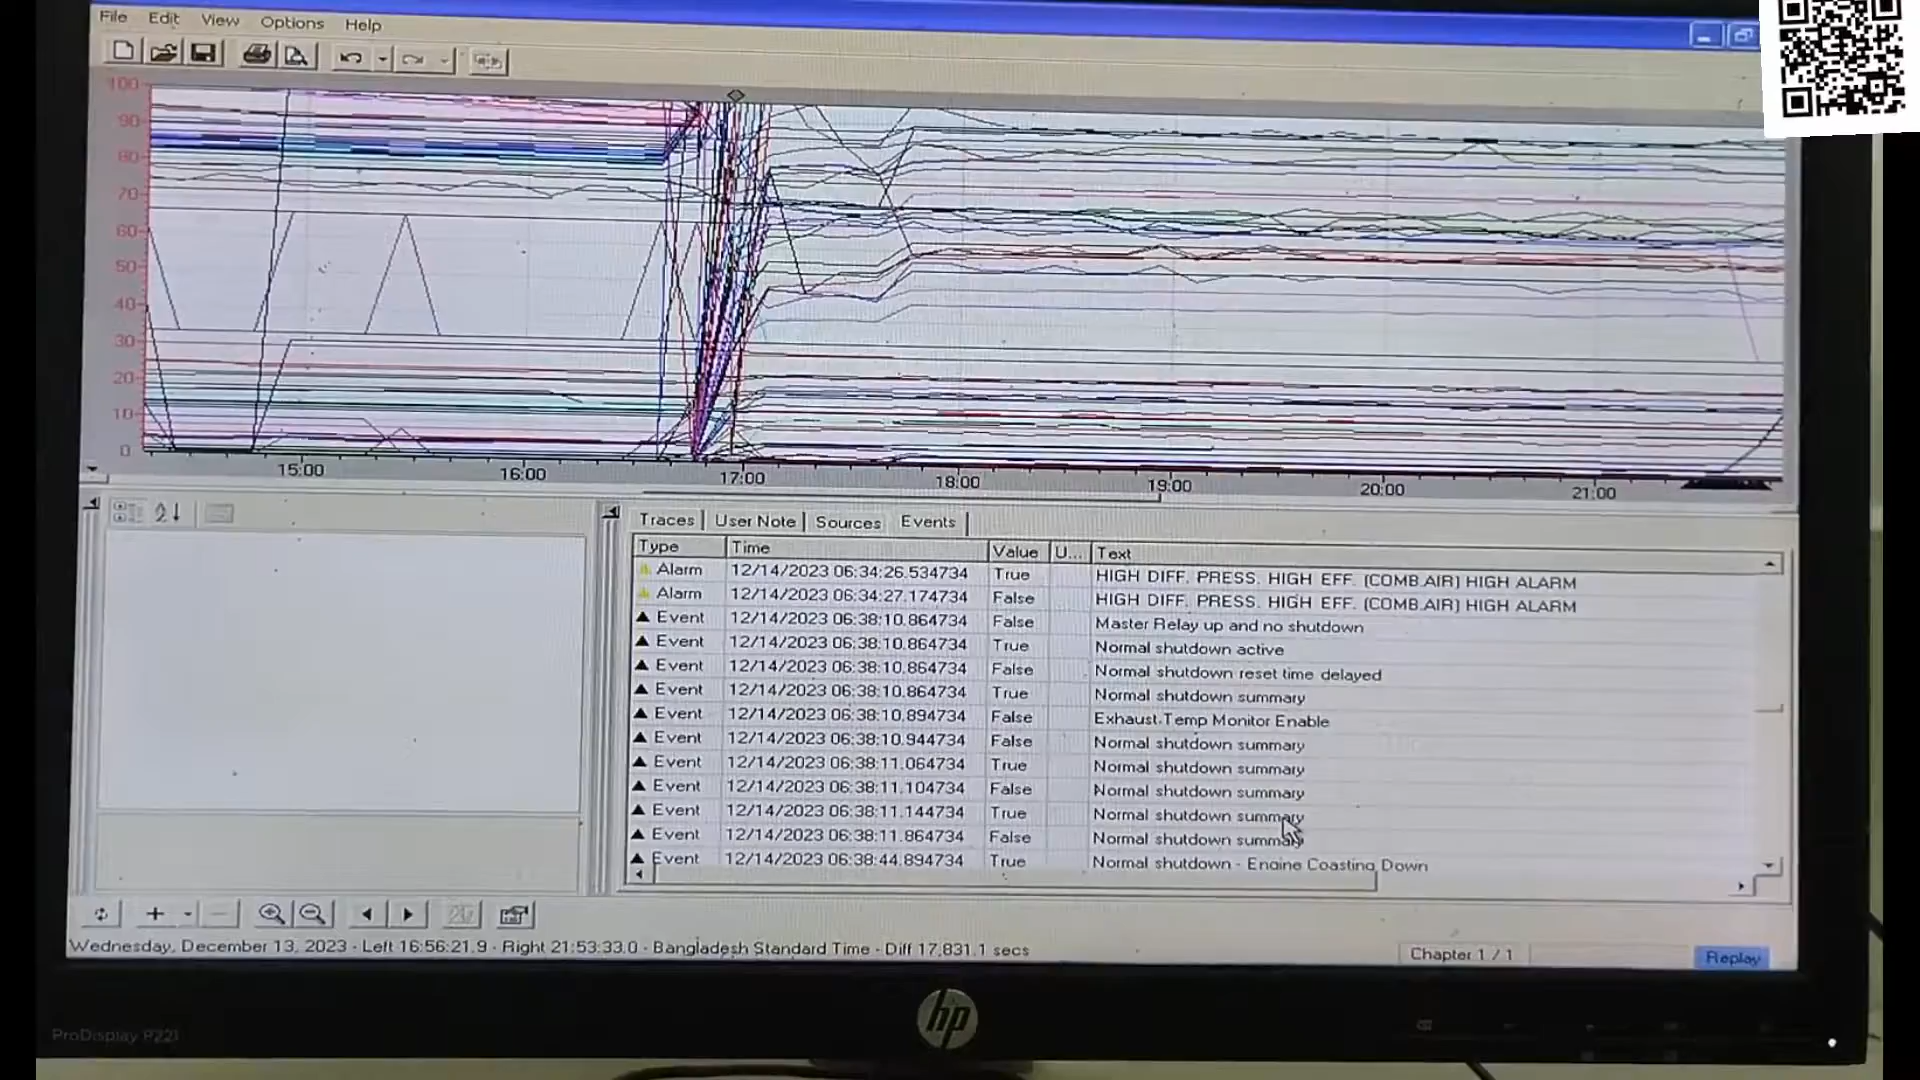 File Edit View Options Help
100
90
80
70
60
50
40
30
20
10
0
15:00 16:00 17:00 18:00 19:00 20:00 21:00
Traces User Note Sources Events
Type Time Value U... Text
Alarm 12/14/2023 06:34:26.534734 True HIGH DIFF. PRESS. HIGH EFF. (COMB.AIR) HIGH ALARM
Alarm 12/14/2023 06:34:27.174734 False HIGH DIFF. PRESS. HIGH EFF. (COMB.AIR) HIGH ALARM
Event 12/14/2023 06:38:10.864734 False Master Relay up and no shutdown
Event 12/14/2023 06:38:10.864734 True Normal shutdown active
Event 12/14/2023 06:38:10.864734 False Normal shutdown reset time delayed
Event 12/14/2023 06:38:10.864734 True Normal shutdown summary
Event 12/14/2023 06:38:10.894734 False Exhaust Temp Monitor Enable
Event 12/14/2023 06:38:10.944734 False Normal shutdown summary
Event 12/14/2023 06:38:11.064734 True Normal shutdown summary
Event 12/14/2023 06:38:11.104734 False Normal shutdown summary
Event 12/14/2023 06:38:11.144734 True Normal shutdown summary
Event 12/14/2023 06:38:11.864734 False Normal shutdown summary
Event 12/14/2023 06:38:44.894734 True Normal shutdown - Engine Coasting Down
Wednesday, December 13, 2023 - Left 16:56:21.9 - Right 21:53:33.0 - Bangladesh Standard Time - Diff 17,831.1 secs
Chapter 1 / 1
Replay
hp
ProDisplay